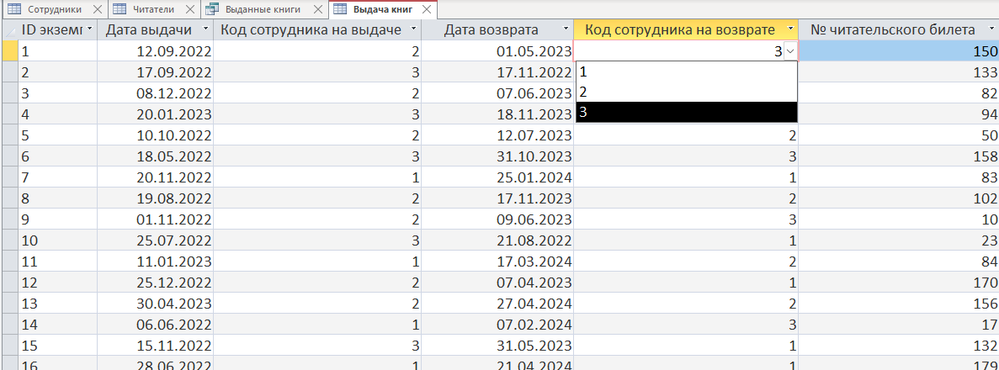 Сотрудники Читатели Выданные книги Выдача книг
ID экземг Дата выдачи Код сотрудника на выдаче Дата возврата Код сотрудника на возврате № читательского билета
1 12.09.2022 2 01.05.2023 3 150
2 17.09.2022 3 17.11.2022 1 133
3 08.12.2022 2 07.06.2023 2 82
4 20.01.2023 3 18.11.2023 3 94
5 10.10.2022 2 12.07.2023 2 50
6 18.05.2022 3 31.10.2023 3 158
7 20.11.2022 1 25.01.2024 1 83
8 19.08.2022 2 17.11.2023 2 102
9 01.11.2022 2 09.06.2023 3 10
10 25.07.2022 3 21.08.2022 1 23
11 11.01.2023 1 17.03.2024 2 84
12 25.12.2022 2 07.04.2023 1 170
13 30.04.2023 2 27.04.2024 2 156
14 06.06.2022 1 07.02.2024 3 17
15 15.11.2022 3 31.05.2023 1 132
16 28.06.2022 1 21.04.2024 1 179